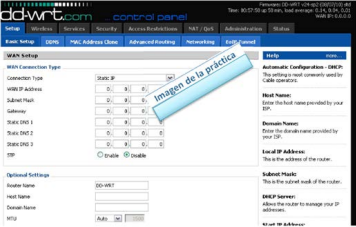 Firmware: DD-WRT v24-sp2 (08/07/10) std
Time: 00:57:59 up 59 min, load average: 0.14, 0.04, 0.01
WAN IP: 0.0.0.0
dd-wrt.com ... control panel
Setup Wireless Services Security Access Restrictions NAT / QoS Administration Status
Basic Setup DDNS MAC Address Clone Advanced Routing Networking EoIP Tunnel
WAN Setup
WAN Connection Type
Connection Type Static IP
WAN IP Address 0. 0. 0.
Subnet Mask 0. 0. 0.
Gateway 0. 0. 0.
Static DNS 1 0. 0. 0. 0
Static DNS 2 0. 0. 0. 0
Static DNS 3 0. 0. 0. 0
STP Enable Disable
Imagen de la práctica
Optional Settings
Router Name DD-WRT
Host Name
Domain Name
MTU Auto
Help more...
Automatic Configuration - DHCP:
This setting is most commonly used by
Cable operators.
Host Name:
Enter the host name provided by your
ISP.
Domain Name:
Enter the domain name provided by
your ISP.
Local IP Address:
This is the address of the router.
Subnet Mask:
This is the subnet mask of the router.
DHCP Server:
Allows the router to manage your IP
addresses.
Start IP Address: